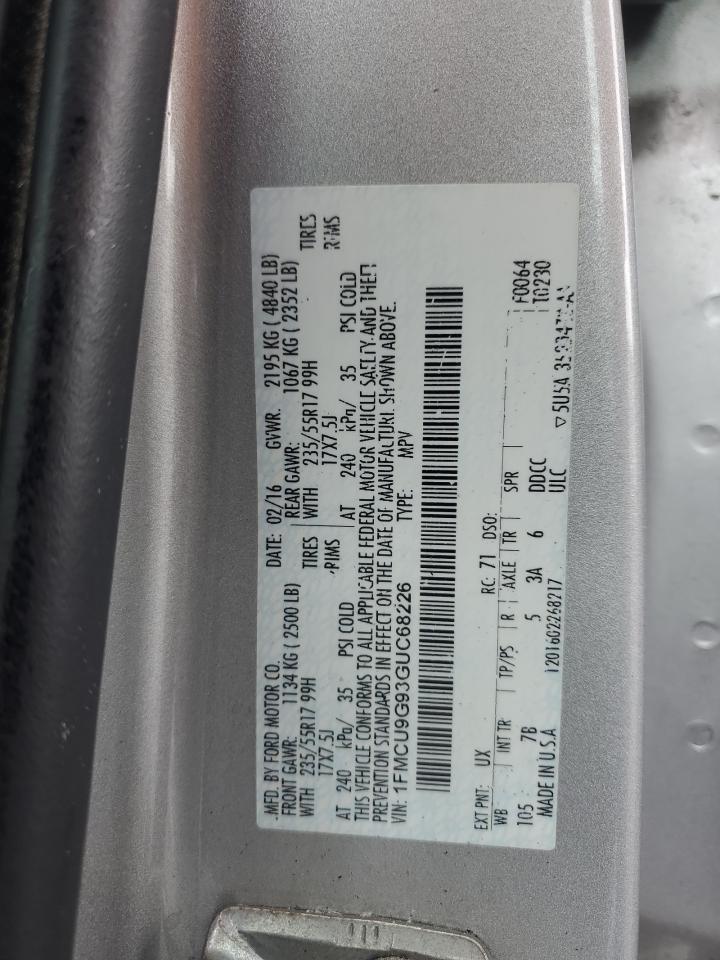 MFD. BY FORD MOTOR CO. DATE: 02/16 GVWR: 2195 KG ( 4840 LB)
FRONT GAWR: 1134 KG ( 2500 LB) REAR GAWR: 1067 KG ( 2352 LB)
WITH 235/55R17 99H TIRES WITH 235/55R17 99H TIRES
17X7.5J RIMS 17X7.5J RIMS
AT 240 kPa/ 35 PSI COLD AT 240 kPa/ 35 PSI COLD
THIS VEHICLE CONFORMS TO ALL APPLICABLE FEDERAL MOTOR VEHICLE SAFETY AND THEFT
PREVENTION STANDARDS IN EFFECT ON THE DATE OF MANUFACTURE SHOWN ABOVE.
VIN: 1FMCU9G93GUC68226 TYPE: MPV
EXT PNT: UX RC: 71 DSO:
WB INT TR TP/PS R AXLE TR SPR F0064
105 7B 5 3A 6 DDCC T0230
MADE IN U.S.A 1201602268217 ULC
▽5U5A